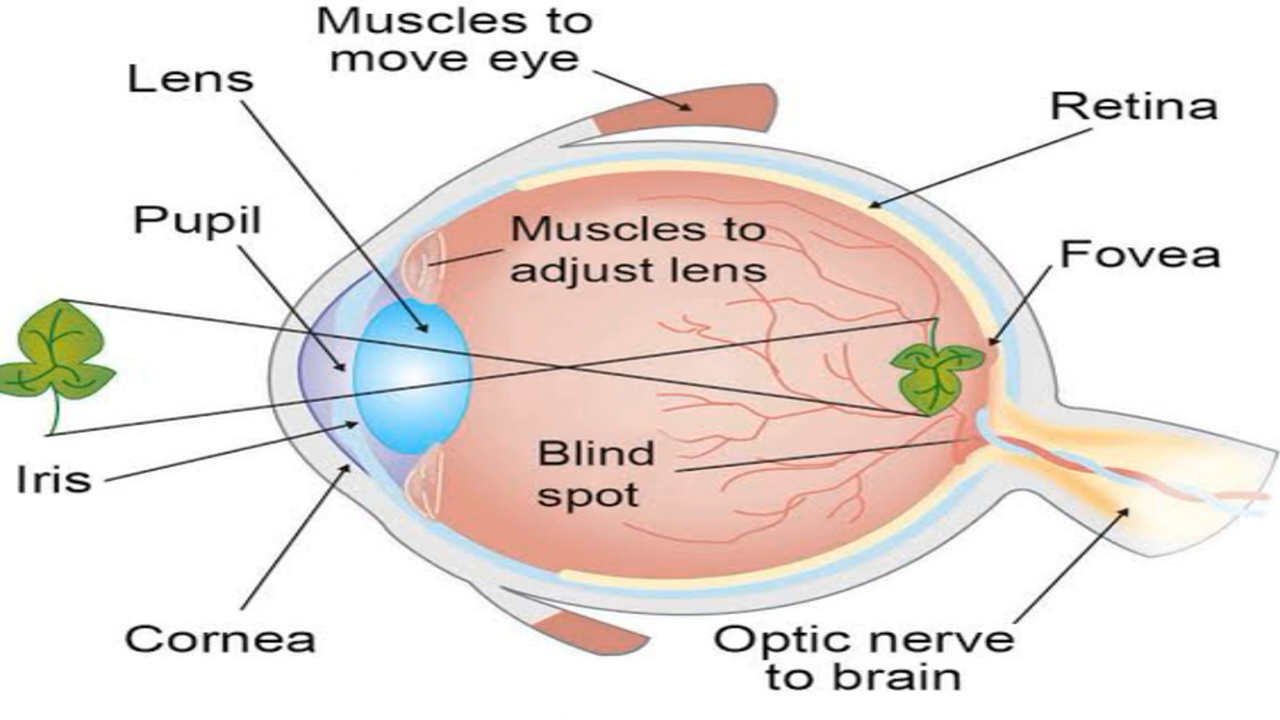 Muscles to
move eye
Lens
Retina
Pupil
Muscles to
adjust lens
Fovea
Blind
spot
Iris
Cornea
Optic nerve
to brain